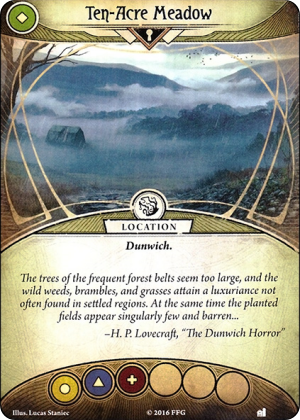 Ten-Acre Meadow
LOCATION
Dunwich.
The trees of the frequent forest belts seem too large, and the
wild weeds, brambles, and grasses attain a luxuriance not
often found in settled regions. At the same time the planted
fields appear singularly few and barren...
–H. P. Lovecraft, “The Dunwich Horror”
Illus. Lucas Staniec
© 2016 FFG